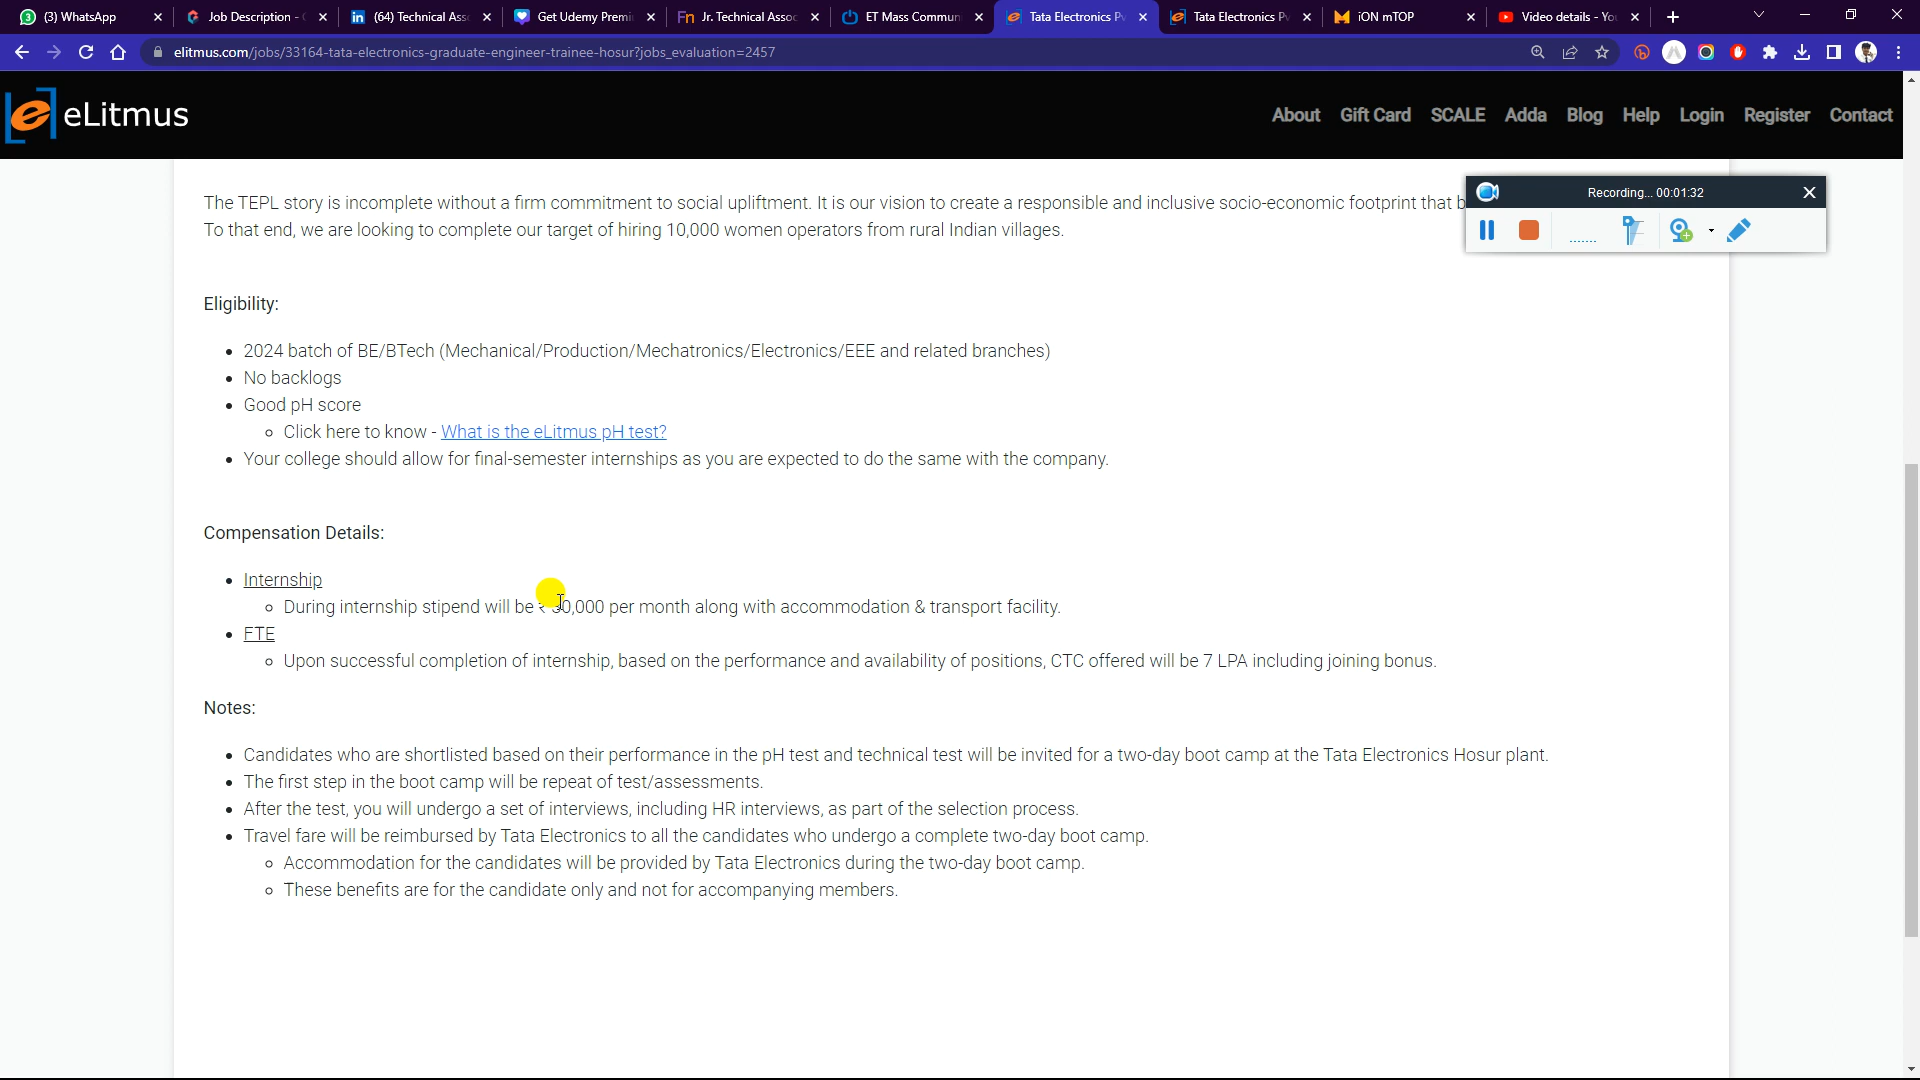 (3) WhatsApp
Job Description -
(64) Technical Ass
Get Udemy Premi
Jr. Technical Assoc
ET Mass Commun
Tata Electronics Pv
Tata Electronics Pv
iON mTOP
Video details - Yo
elitmus.com/jobs/33164-tata-electronics-graduate-engineer-trainee-hosur?jobs_evaluation=2457
eLitmus
About Gift Card SCALE Adda Blog Help Login Register Contact
Recording... 00:01:32
The TEPL story is incomplete without a firm commitment to social upliftment. It is our vision to create a responsible and inclusive socio-economic footprint that b
To that end, we are looking to complete our target of hiring 10,000 women operators from rural Indian villages.
Eligibility:
2024 batch of BE/BTech (Mechanical/Production/Mechatronics/Electronics/EEE and related branches)
No backlogs
Good pH score
Click here to know - What is the eLitmus pH test?
Your college should allow for final-semester internships as you are expected to do the same with the company.
Compensation Details:
Internship
During internship stipend will be ₹ 0,000 per month along with accommodation & transport facility.
FTE
Upon successful completion of internship, based on the performance and availability of positions, CTC offered will be 7 LPA including joining bonus.
Notes:
Candidates who are shortlisted based on their performance in the pH test and technical test will be invited for a two-day boot camp at the Tata Electronics Hosur plant.
The first step in the boot camp will be repeat of test/assessments.
After the test, you will undergo a set of interviews, including HR interviews, as part of the selection process.
Travel fare will be reimbursed by Tata Electronics to all the candidates who undergo a complete two-day boot camp.
Accommodation for the candidates will be provided by Tata Electronics during the two-day boot camp.
These benefits are for the candidate only and not for accompanying members.